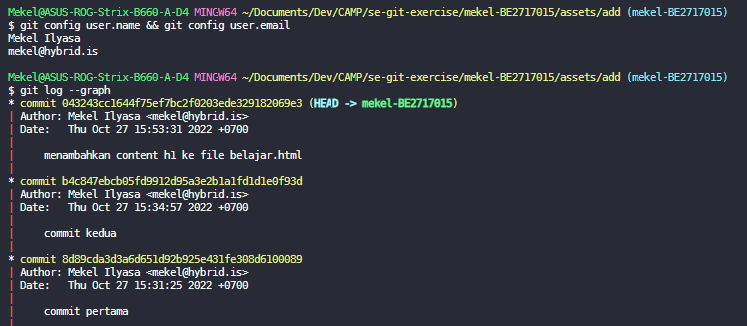 Mekel@ASUS-ROG-Strix-B660-A-D4 MINGW64 ~/Documents/Dev/CAMP/se-git-exercise/mekel-BE2717015/assets/add (mekel-BE2717015)
$ git config user.name && git config user.email
Mekel Ilyasa
mekel@hybrid.is
Mekel@ASUS-ROG-Strix-B660-A-D4 MINGW64 ~/Documents/Dev/CAMP/se-git-exercise/mekel-BE2717015/assets/add (mekel-BE2717015)
$ git log --graph
* commit 043243cc1644f75ef7bc2f0203ede329182069e3 (HEAD -> mekel-BE2717015)
| Author: Mekel Ilyasa <mekel@hybrid.is>
| Date:   Thu Oct 27 15:53:31 2022 +0700
|
|     menambahkan content h1 ke file belajar.html
|
* commit b4c847ebcb05fd9912d95a3e2b1a1fd1d1e0f93d
| Author: Mekel Ilyasa <mekel@hybrid.is>
| Date:   Thu Oct 27 15:34:57 2022 +0700
|
|     commit kedua
|
* commit 8d89cda3d3a6d651d92b925e431fe308d6100089
| Author: Mekel Ilyasa <mekel@hybrid.is>
| Date:   Thu Oct 27 15:31:25 2022 +0700
|
|     commit pertama
|